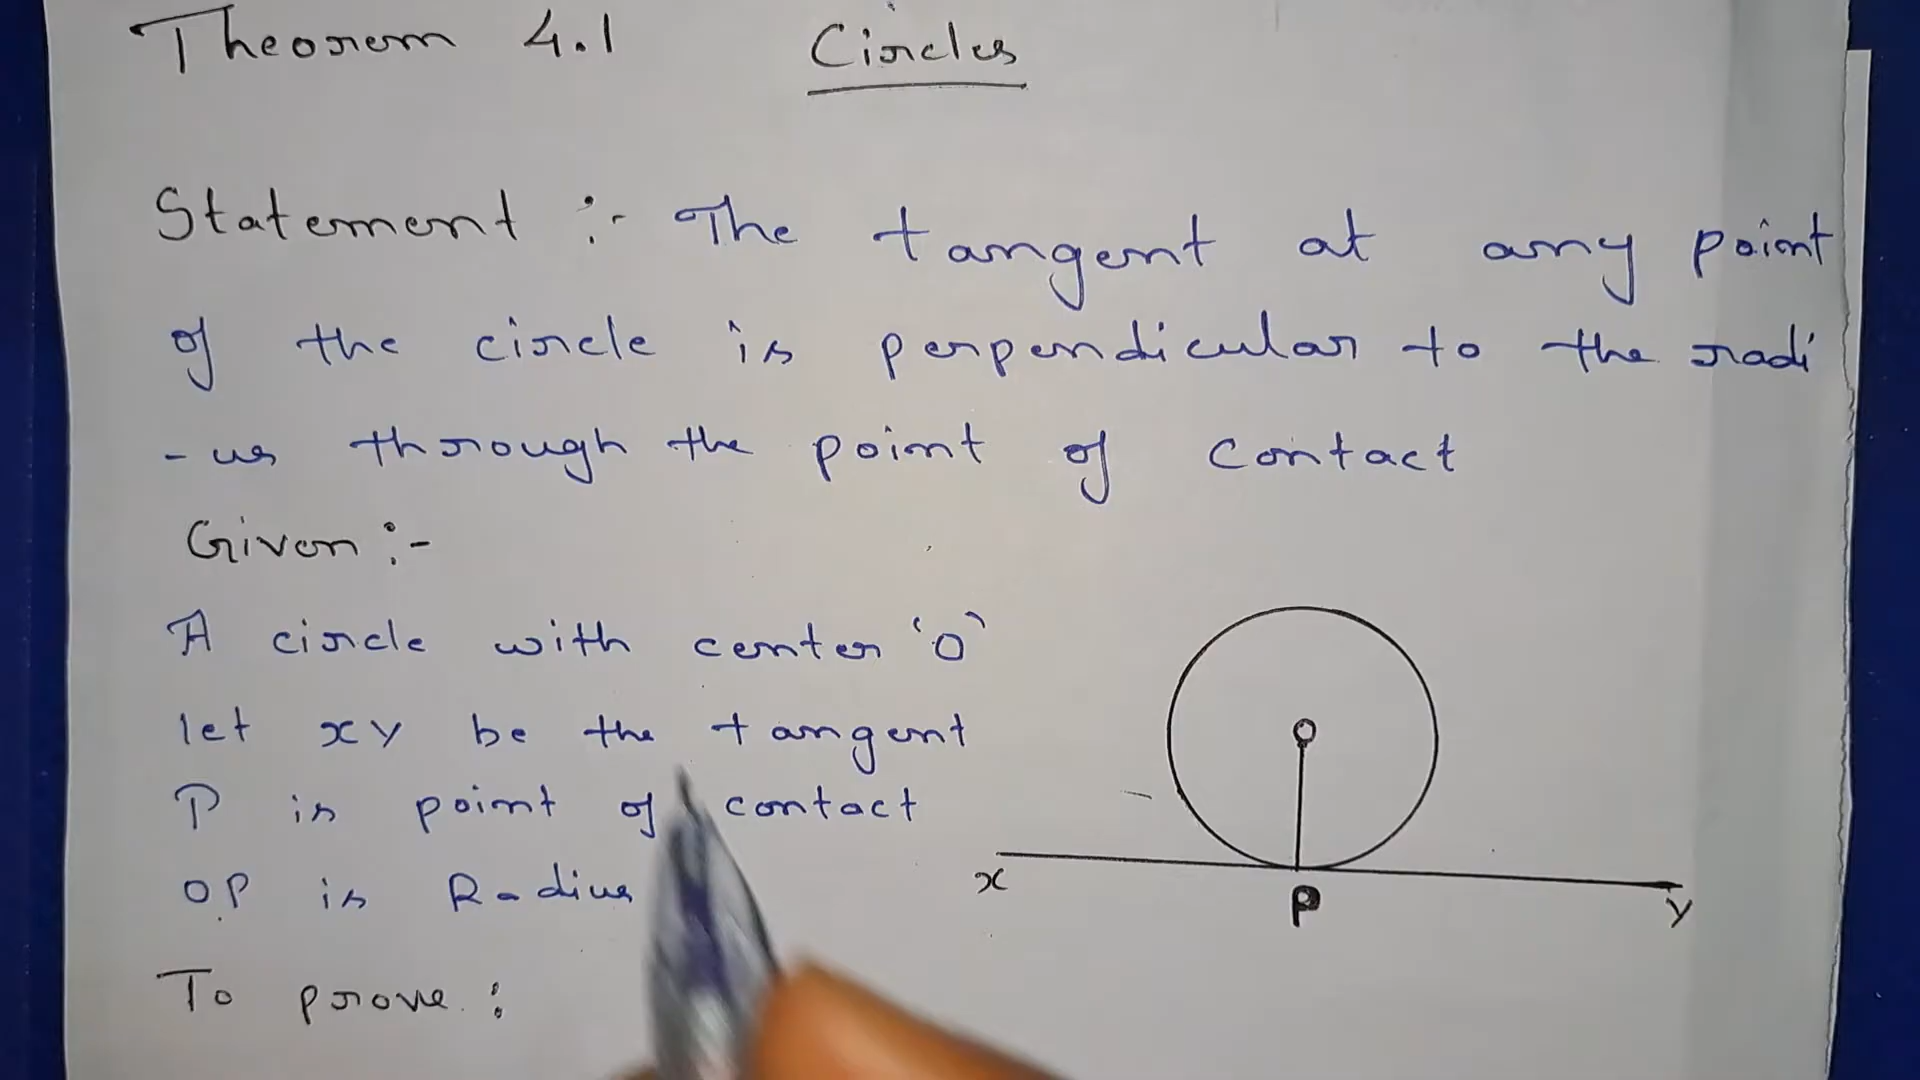 Theorem 4.1 Circles
Statement :- The tangent at any point
of the circle is perpendicular to the radi
-us through the point of contact
Given :-
A circle with center 'O'
let xy be the tangent
P is point of contact
OP is Radius
To prove :
O
x
P
y